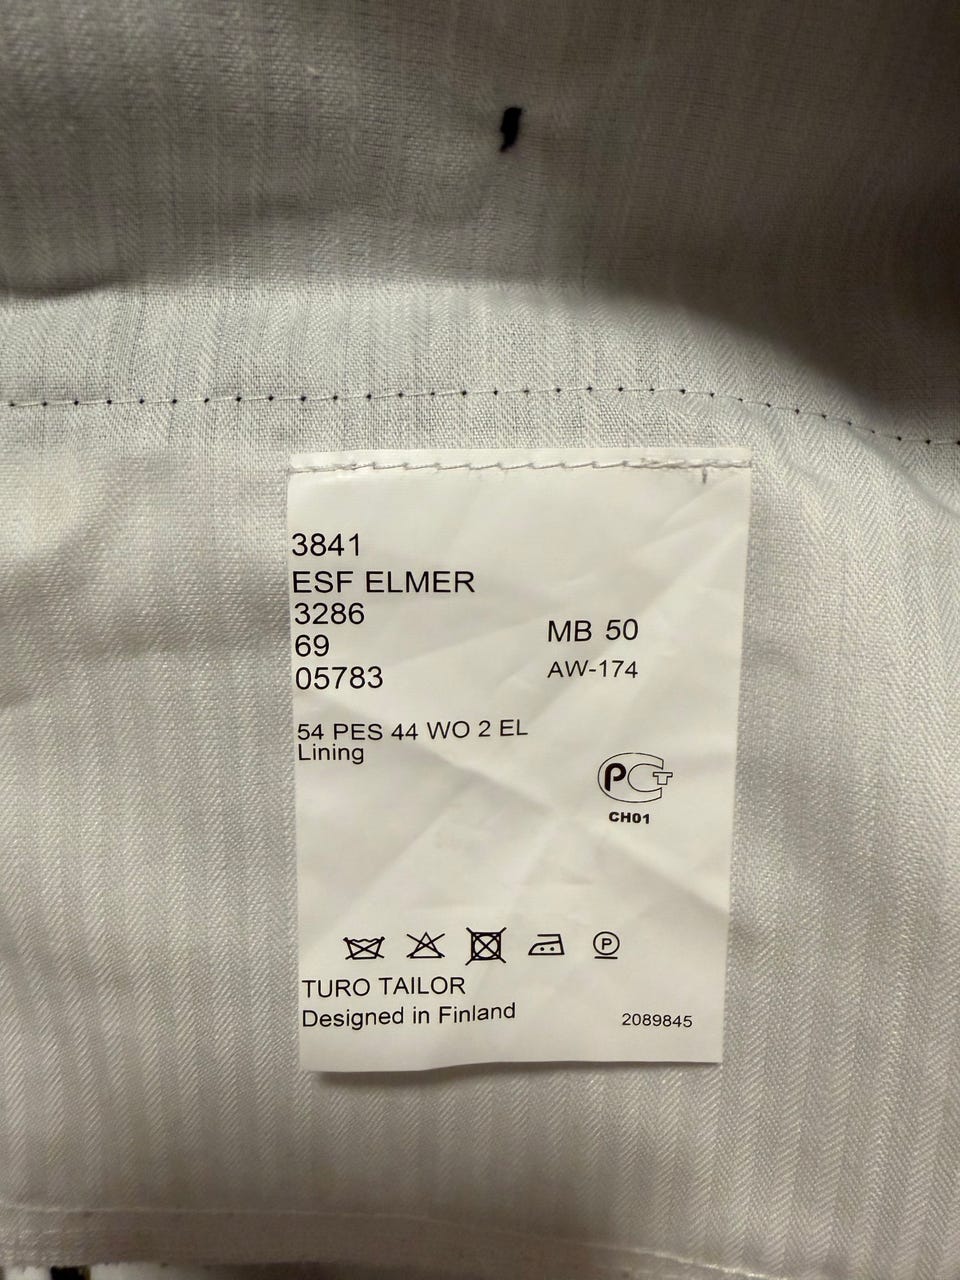 3841
ESF ELMER
3286
69
MB 50
05783
AW-174
54 PES 44 WO 2 EL
Lining
РСТ
CH01
P
TURO TAILOR
Designed in Finland
2089845